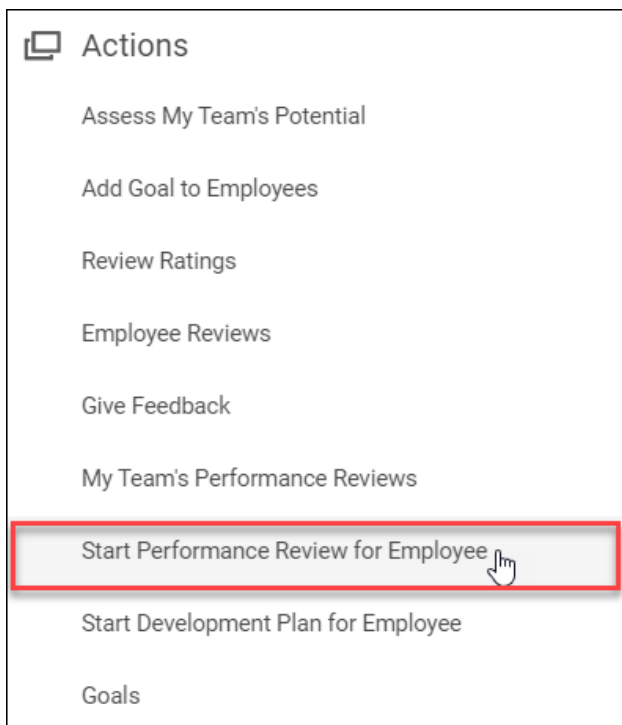 Actions
Assess My Team's Potential
Add Goal to Employees
Review Ratings
Employee Reviews
Give Feedback
My Team's Performance Reviews
Start Performance Review for Employee
Start Development Plan for Employee
Goals